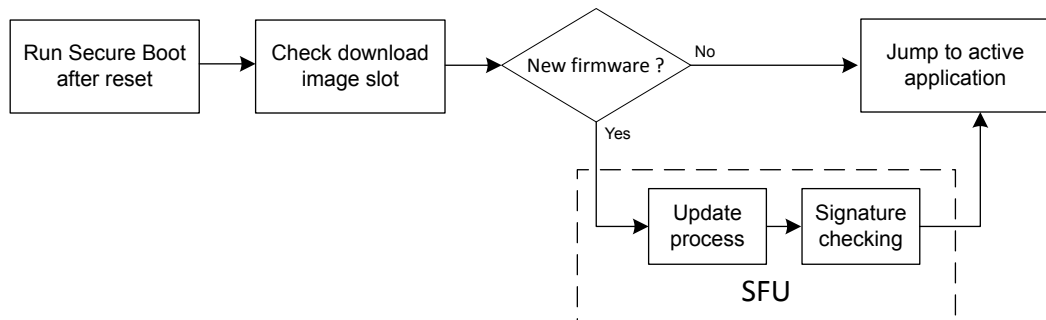 Run Secure Boot
after reset
Check download
image slot
New firmware ?
No
Jump to active
application
Yes
Update
process
Signature
checking
SFU